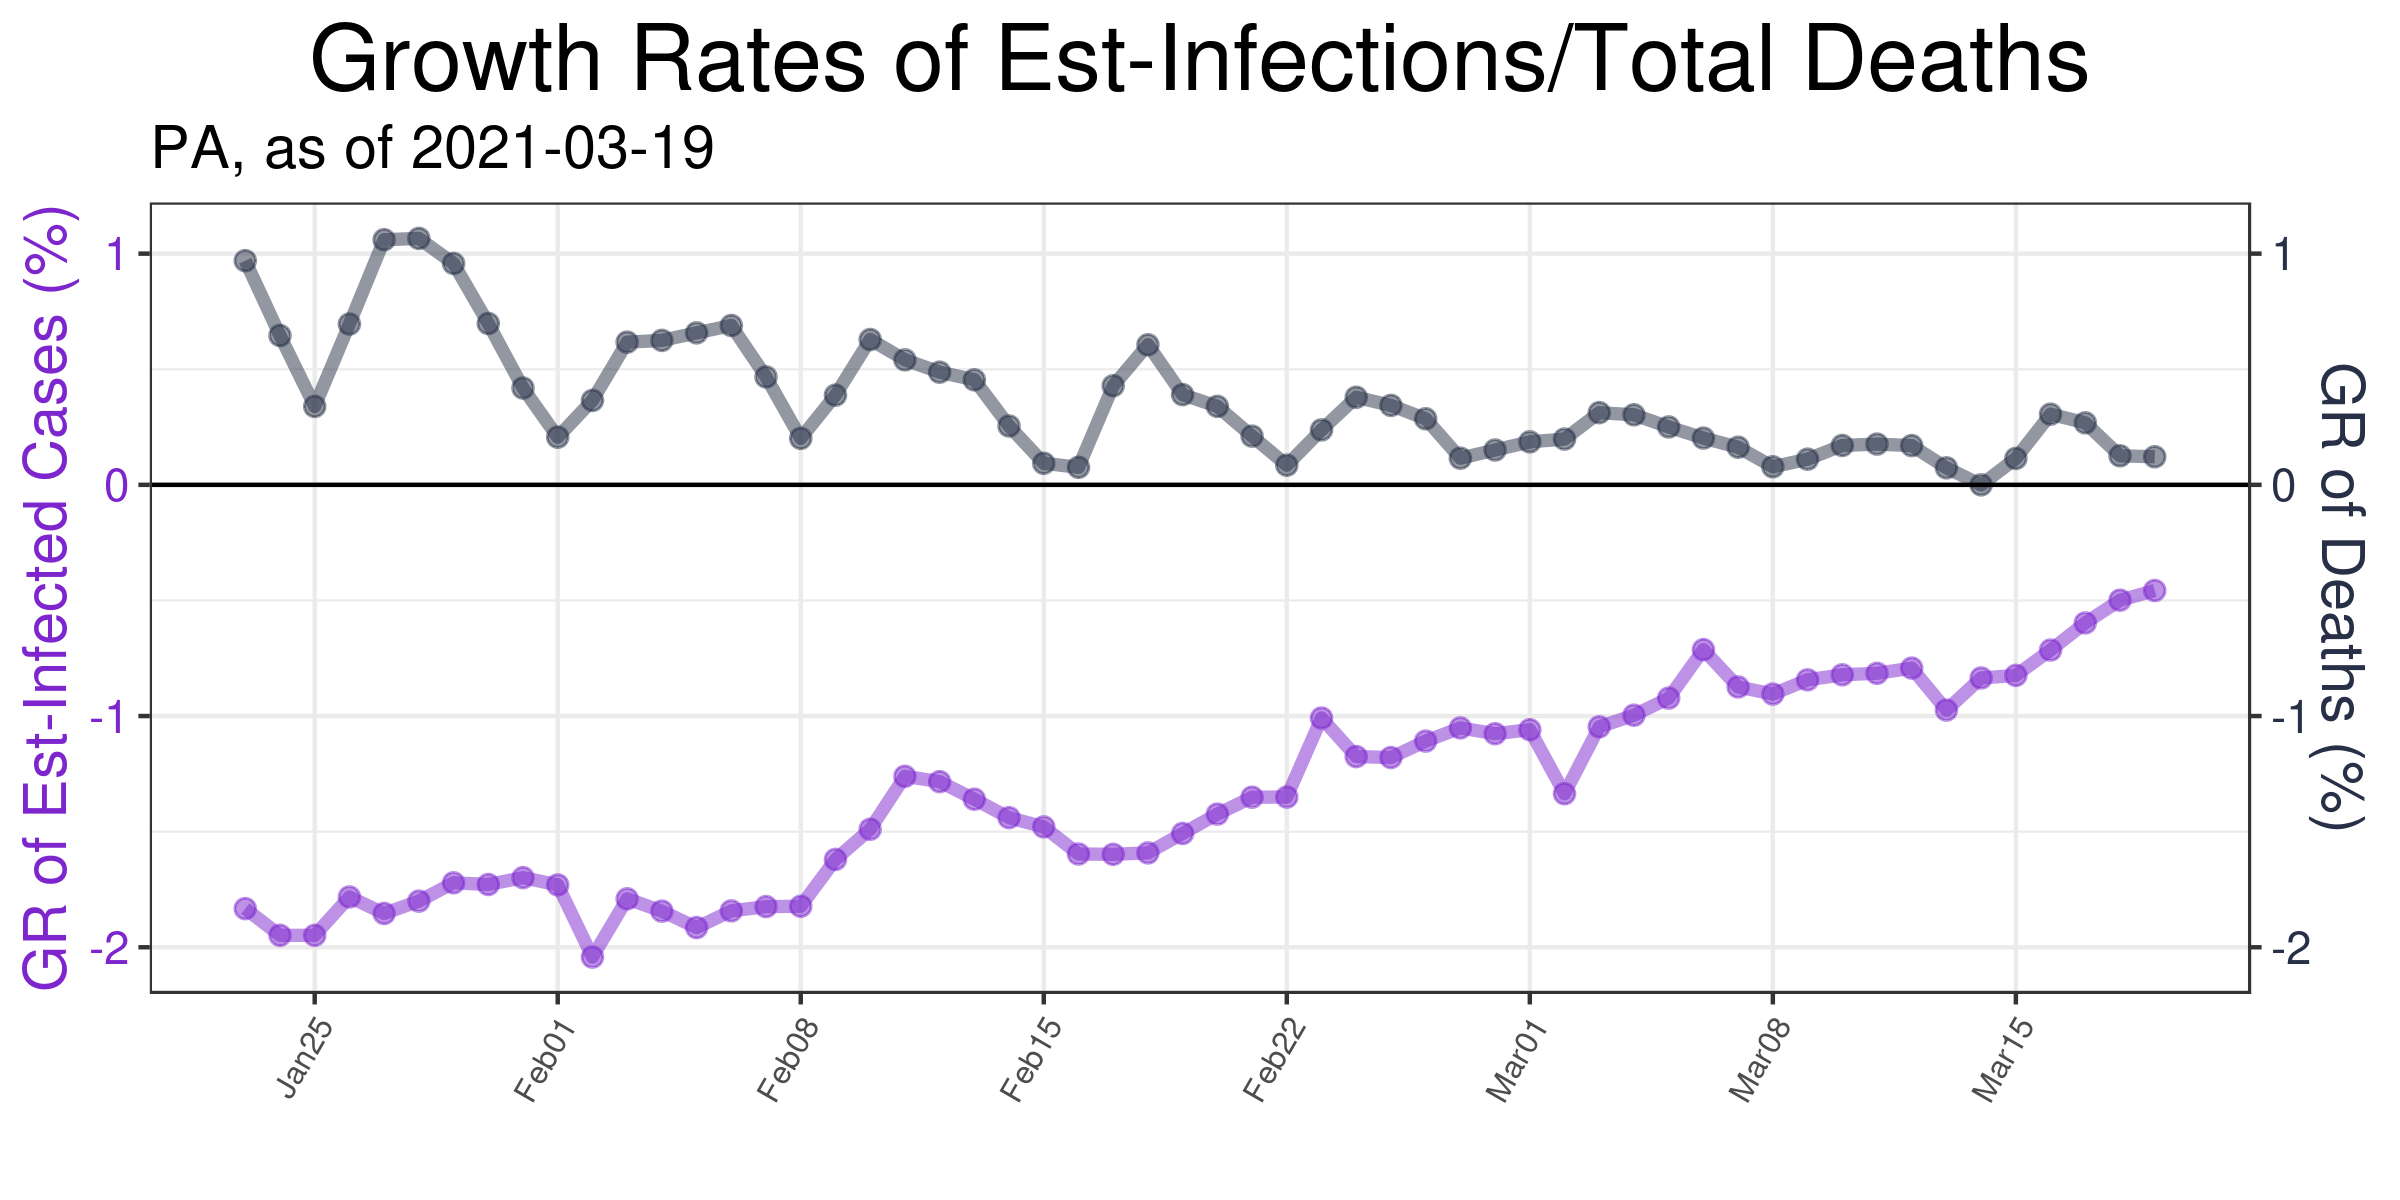 Growth Rates of Est-Infections/Total Deaths
PA, as of 2021-03-19
GR of Est-Infected Cases (%)
1
0
-1
-2
1
0
-1
-2
GR of Deaths (%)
Jan25
Feb01
Feb08
Feb15
Feb22
Mar01
Mar08
Mar15